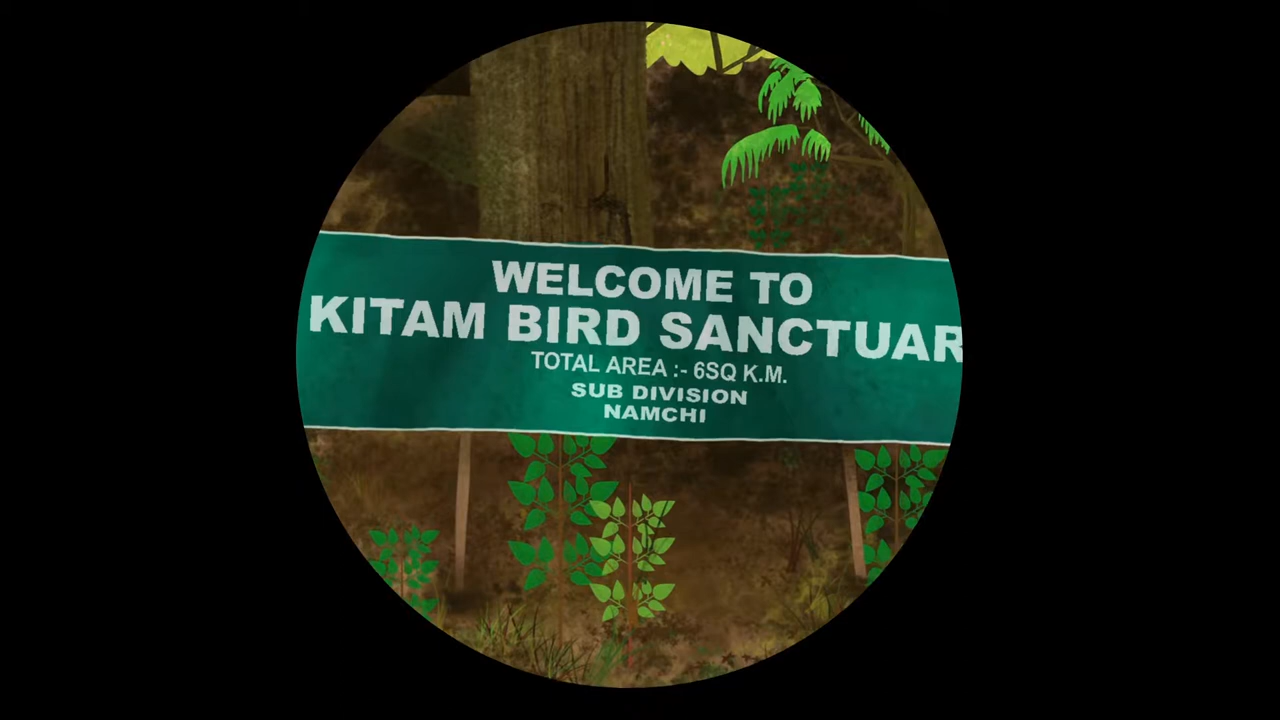 WELCOME TO
KITAM BIRD SANCTUAR
TOTAL AREA :- 6SQ K.M.
SUB DIVISION
NAMCHI